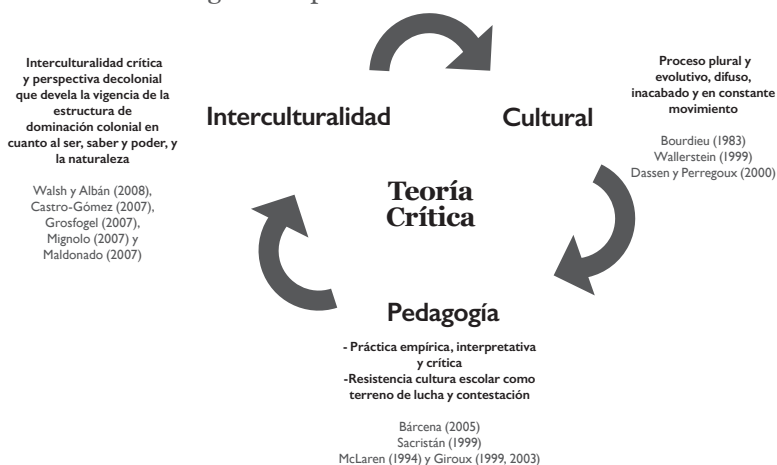 Interculturalidad crítica
y perspectiva decolonial
que devela la vigencia de la
estructura de
dominación colonial en
cuanto al ser, saber y poder, y
la naturaleza
Walsh y Albán (2008),
Castro-Gómez (2007),
Grosfogel (2007),
Mignolo (2007) y
Maldonado (2007)
Interculturalidad
Cultural
Proceso plural y
evolutivo, difuso,
inacabado y en constante
movimiento
Bourdieu (1983)
Wallerstein (1999)
Dassen y Perregoux (2000)
Teoría
Crítica
Pedagogía
- Práctica empírica, interpretativa
y crítica
-Resistencia cultura escolar como
terreno de lucha y contestación
Bárcena (2005)
Sacristán (1999)
McLaren (1994) y Giroux (1999, 2003)